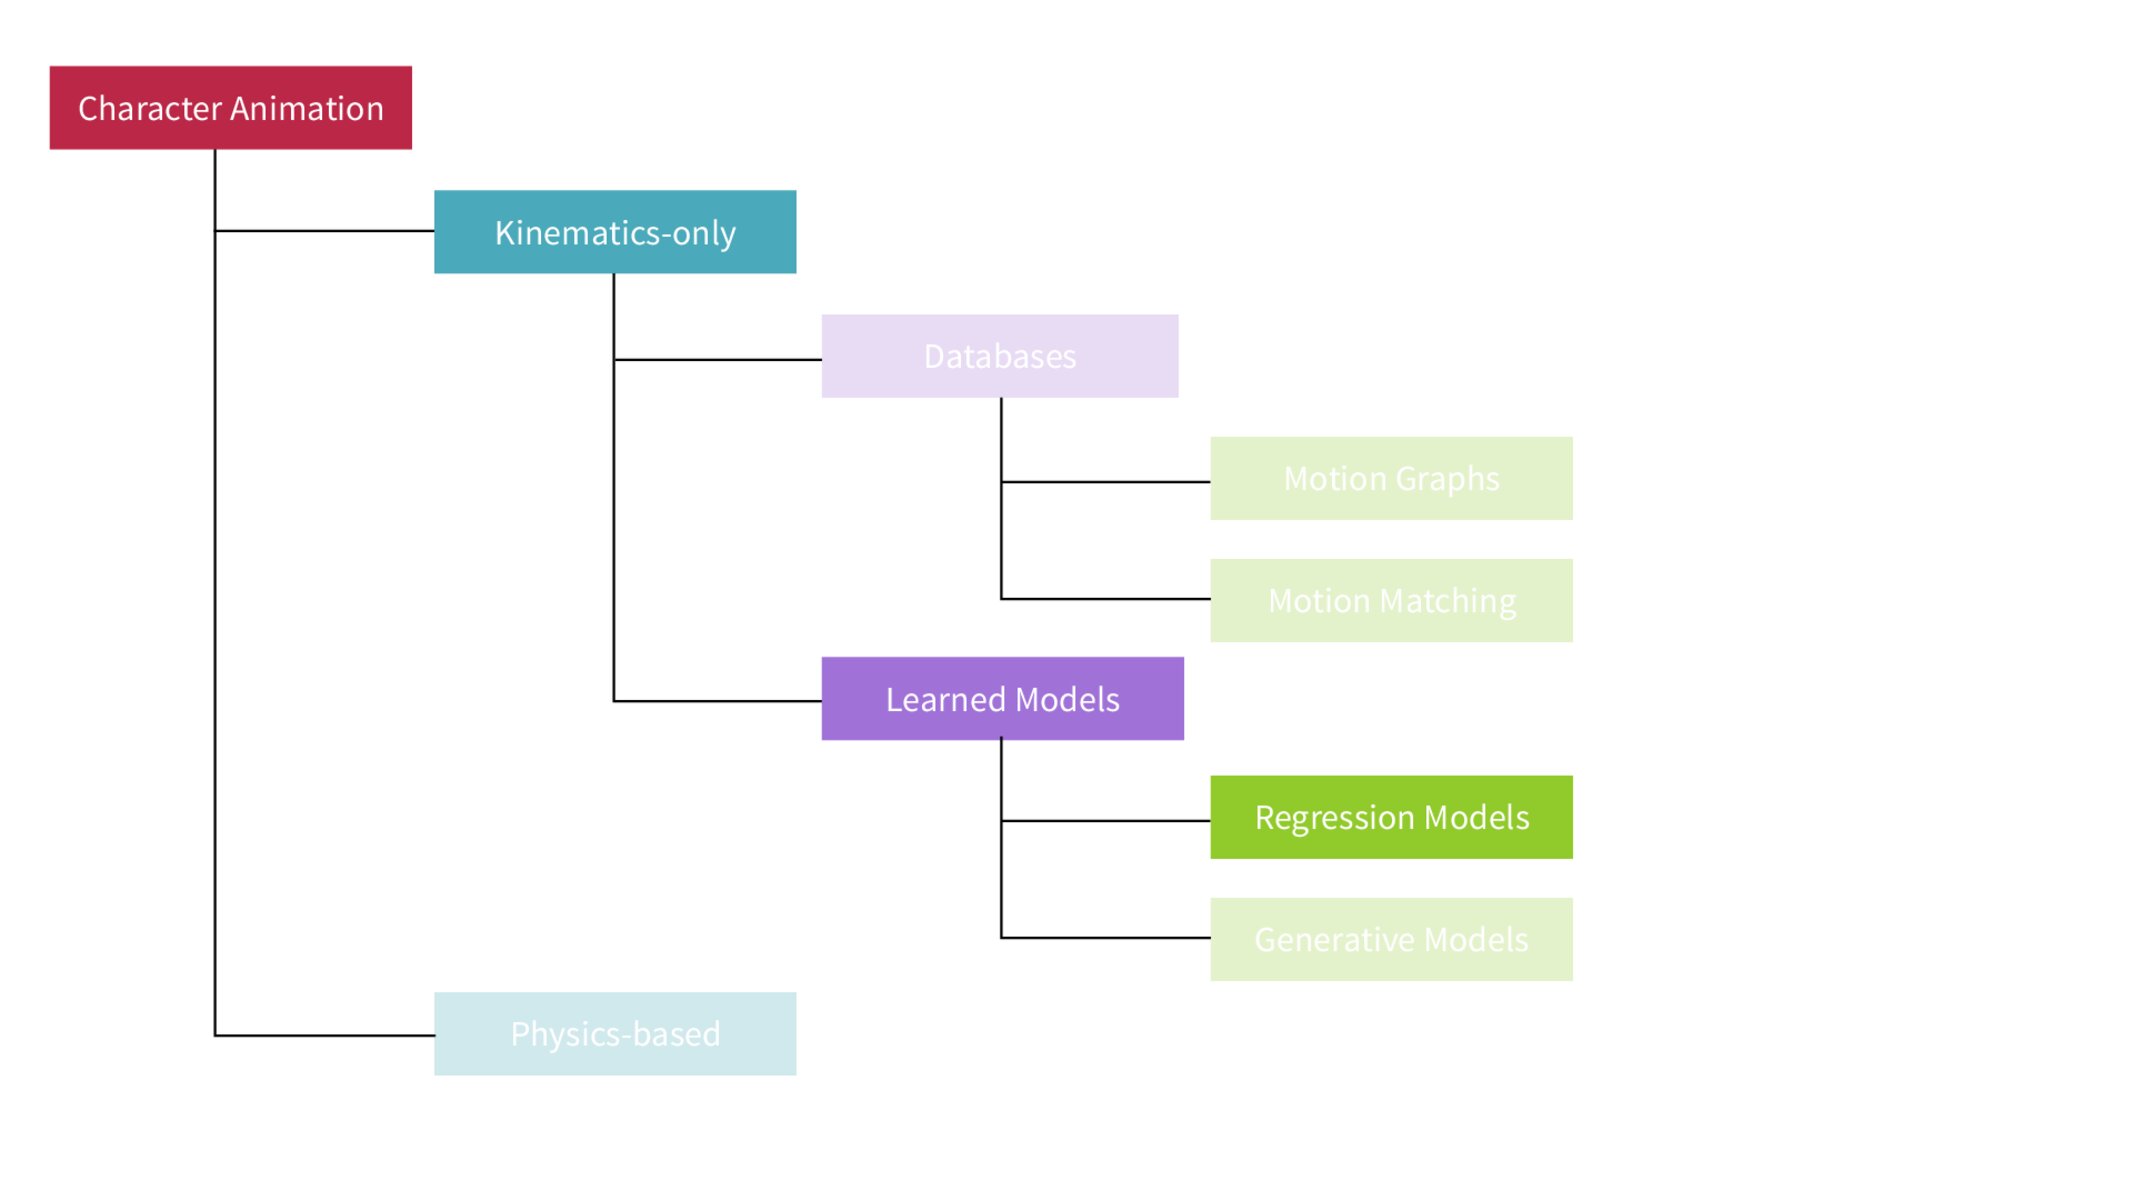 Character Animation
Kinematics-only
Databases
Motion Graphs
Motion Matching
Learned Models
Regression Models
Generative Models
Physics-based